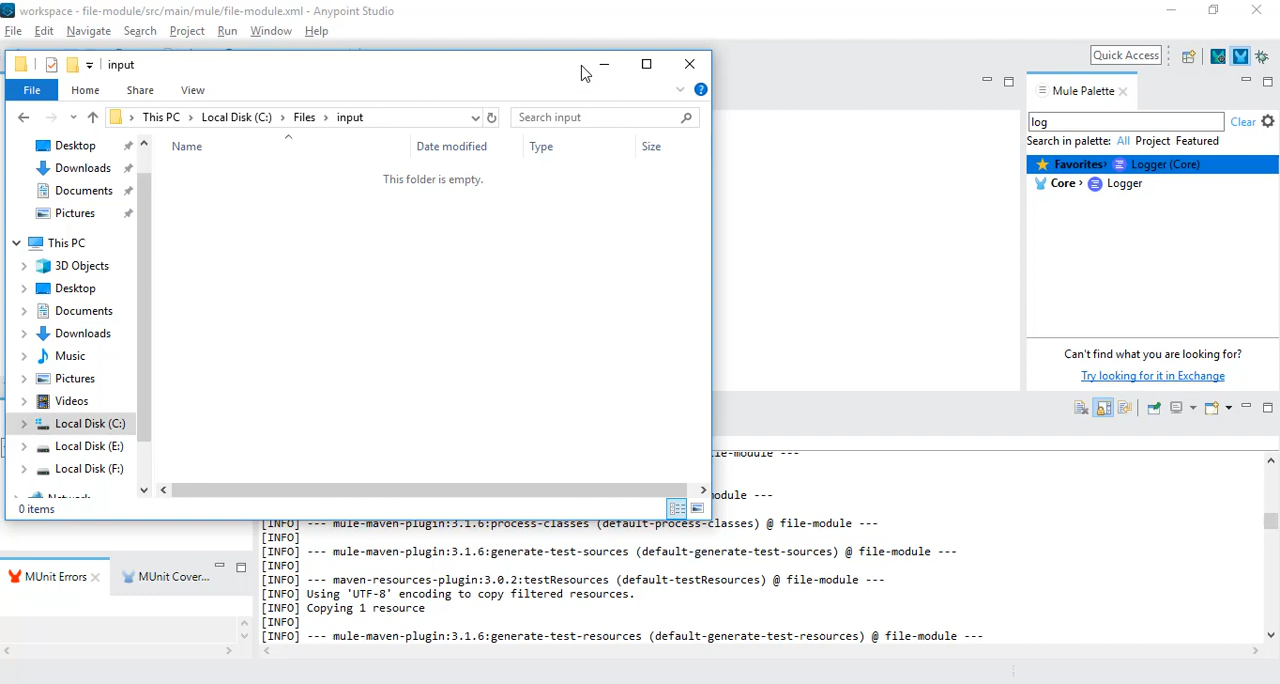 workspace - file-module/src/main/mule/file-module.xml - Anypoint Studio
File Edit Navigate Search Project Run Window Help
input
File Home Share View
This PC Local Disk (C:) Files input
Search input
Desktop
Downloads
Documents
Pictures
This PC
3D Objects
Desktop
Documents
Downloads
Music
Pictures
Videos
Local Disk (C:)
Local Disk (E:)
Local Disk (F:)
Network
Name Date modified Type Size
This folder is empty.
0 items
Quick Access
Mule Palette
log
Clear
Search in palette: All Project Featured
Favorites› Logger (Core)
Core › Logger
Can't find what you are looking for?
Try looking for it in Exchange
module ---
[INFO] --- mule-maven-plugin:3.1.6:process-classes (default-process-classes) @ file-module ---
[INFO]
[INFO] --- mule-maven-plugin:3.1.6:generate-test-sources (default-generate-test-sources) @ file-module ---
[INFO]
[INFO] --- maven-resources-plugin:3.0.2:testResources (default-testResources) @ file-module ---
[INFO] Using 'UTF-8' encoding to copy filtered resources.
[INFO] Copying 1 resource
[INFO]
[INFO] --- mule-maven-plugin:3.1.6:generate-test-resources (default-generate-test-resources) @ file-module ---
MUnit Errors
MUnit Cover...